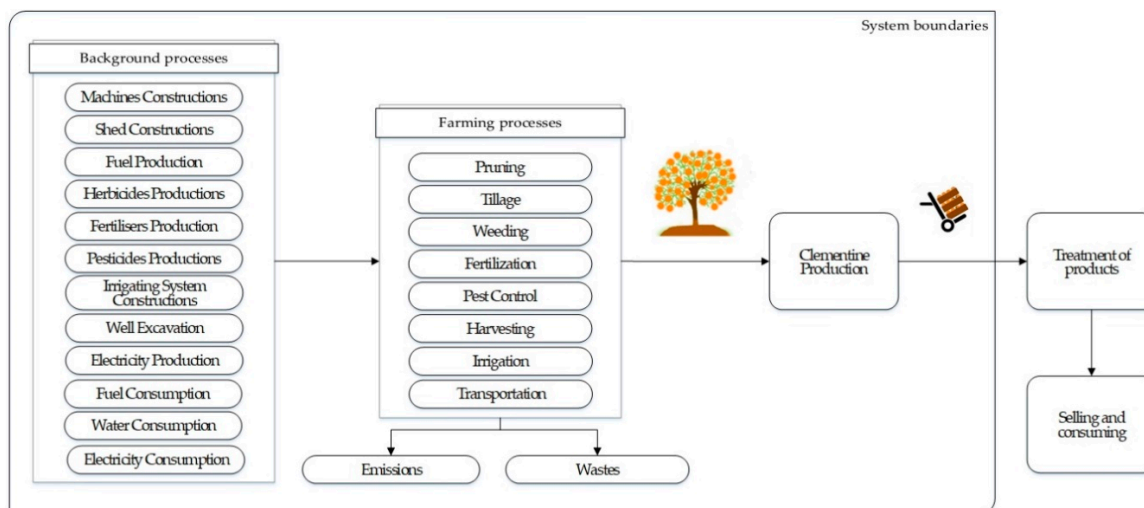 System boundaries
Background processes
Machines Constructions
Shed Constructions
Fuel Production
Herbicides Productions
Fertilisers Production
Pesticides Productions
Irrigating System
Constructions
Well Excavation
Electricity Production
Fuel Consumption
Water Consumption
Electricity Consumption
Farming processes
Pruning
Tillage
Weeding
Fertilization
Pest Control
Harvesting
Irrigation
Transportation
Emissions
Wastes
Clementine
Production
Treatment of
products
Selling and
consuming